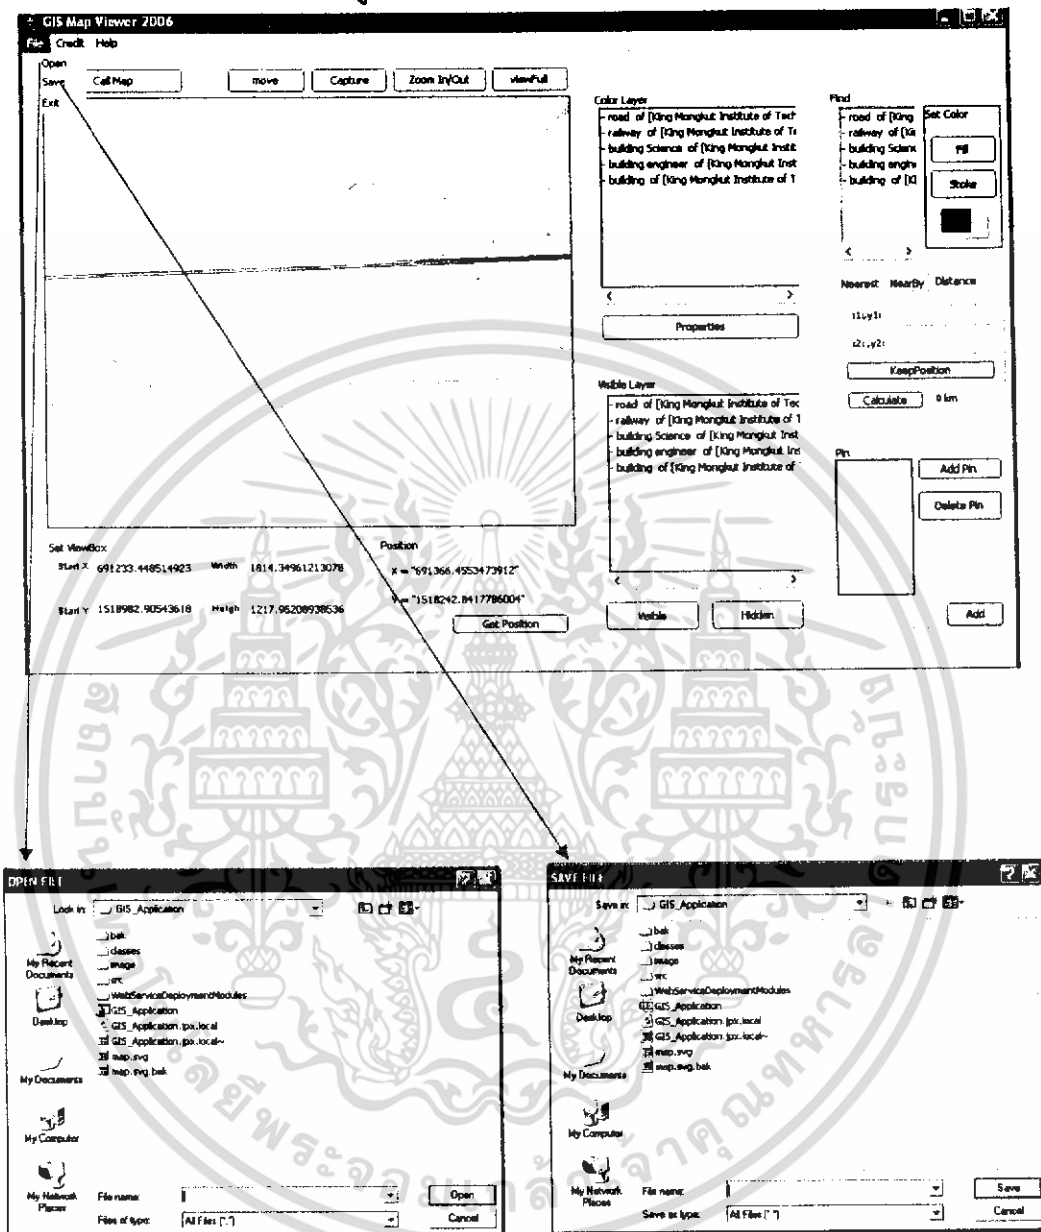 GIS Map Viewer 2006
File Credit Help
Open
Save Call Map move Capture Zoom In/Out viewFull
Exit
Color Layer
road of [King Mongkut Institute of Tech
railway of [King Mongkut Institute of Te
building Science of [King Mongkut Instit
building engineer of [King Mongkut Inst
building of [King Mongkut Institute of T
Properties
Find
road of [King
railway of [Kin
building Scienc
building engine
building of [Ki
Set Color
Fill
Stoke
Nearest NearBy Distance
x1:,y1:
x2:,y2:
KeepPosition
Calculate 0 km
Visible Layer
road of [King Mongkut Institute of Tec
railway of [King Mongkut Institute of T
building Science of [King Mongkut Inst
building engineer of [King Mongkut Ins
building of [King Mongkut Institute of
Visible Hidden
Pin
Add Pin
Delete Pin
Add
Set ViewBox
Start X 691233.448514923 Width 1814.34961213078
Start Y 1518982.90543618 Heigh 1217.95208938536
Position
X = "691366.4553473912"
Y = "1518242.8417786004"
Get Position
OPEN FILE
Look in: GIS_Application
My Recent Documents
Desktop
My Documents
My Computer
My Network Places
bak
classes
image
src
WebServiceDeploymentModules
GIS_Application
GIS_Application.jpx.local
GIS_Application.jpx.local~
map.svg
map.svg.bak
File name: Open
Files of type: All Files (*.*) Cancel
SAVE FILE
Save in: GIS_Application
My Recent Documents
Desktop
My Documents
My Computer
My Network Places
bak
classes
image
src
WebServiceDeploymentModules
GIS_Application
GIS_Application.jpx.local
GIS_Application.jpx.local~
map.svg
map.svg.bak
File name: Save
Save as type: All Files (*.*) Cancel